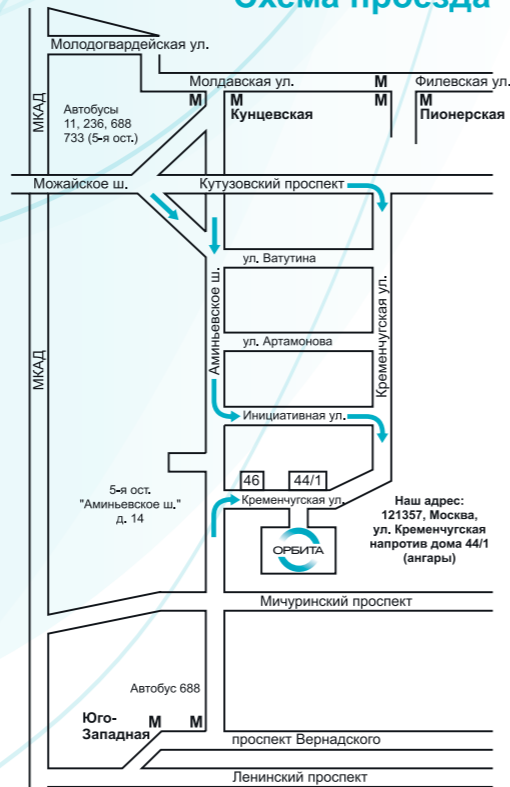 Схема проезда
Молодогвардейская ул.
Молдавская ул.
М
Филевская ул.
МКАД
Автобусы
11, 236, 688
733 (5-я ост.)
М
М
Кунцевская
М
М
Пионерская
Можайское ш.
Кутузовский проспект
ул. Ватутина
Аминьевское ш.
Кременчугская ул.
ул. Артамонова
МКАД
Инициативная ул.
5-я ост.
"Аминьевское ш."
д. 14
46
44/1
Кременчугская ул.
ОРБИТА
Наш адрес:
121357, Москва,
ул. Кременчугская
напротив дома 44/1
(ангары)
Мичуринский проспект
Автобус 688
Юго-
Западная
М
М
проспект Вернадского
Ленинский проспект